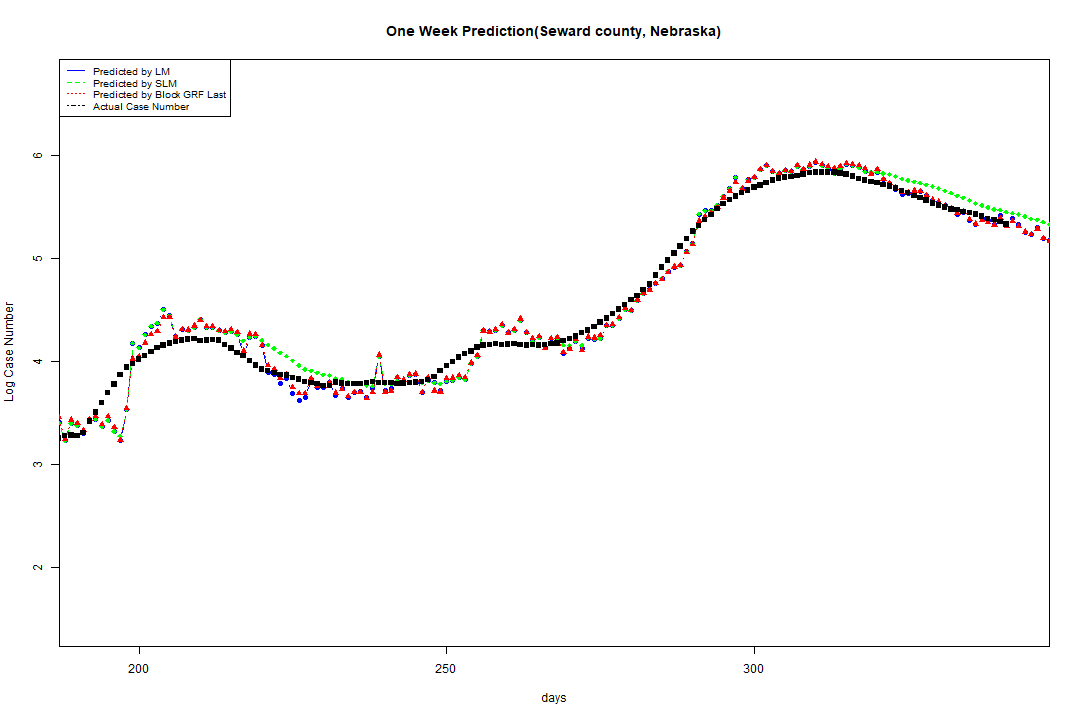 One Week Prediction(Seward county, Nebraska)
Predicted by LM
Predicted by SLM
Predicted by Block GRF Last
Actual Case Number
6
5
4
3
2
Log Case Number
200
250
300
days